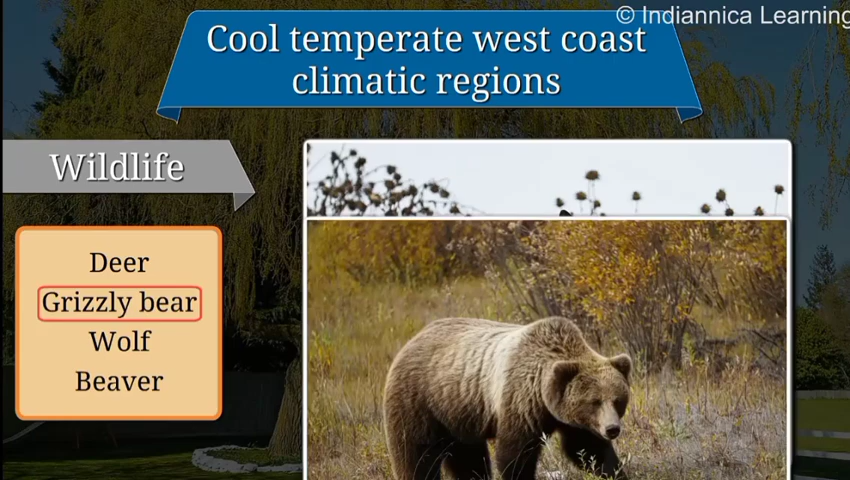 © Indiannica Learning
Cool temperate west coast
climatic regions
Wildlife
Deer
Grizzly bear
Wolf
Beaver